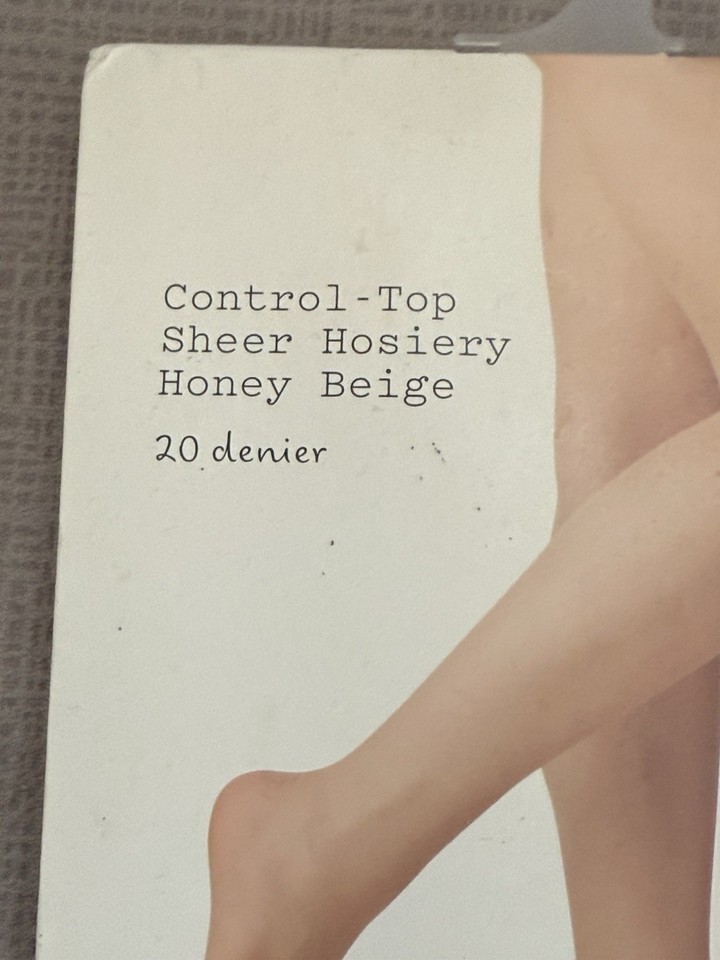 Control-Top
Sheer Hosiery
Honey Beige
20 denier